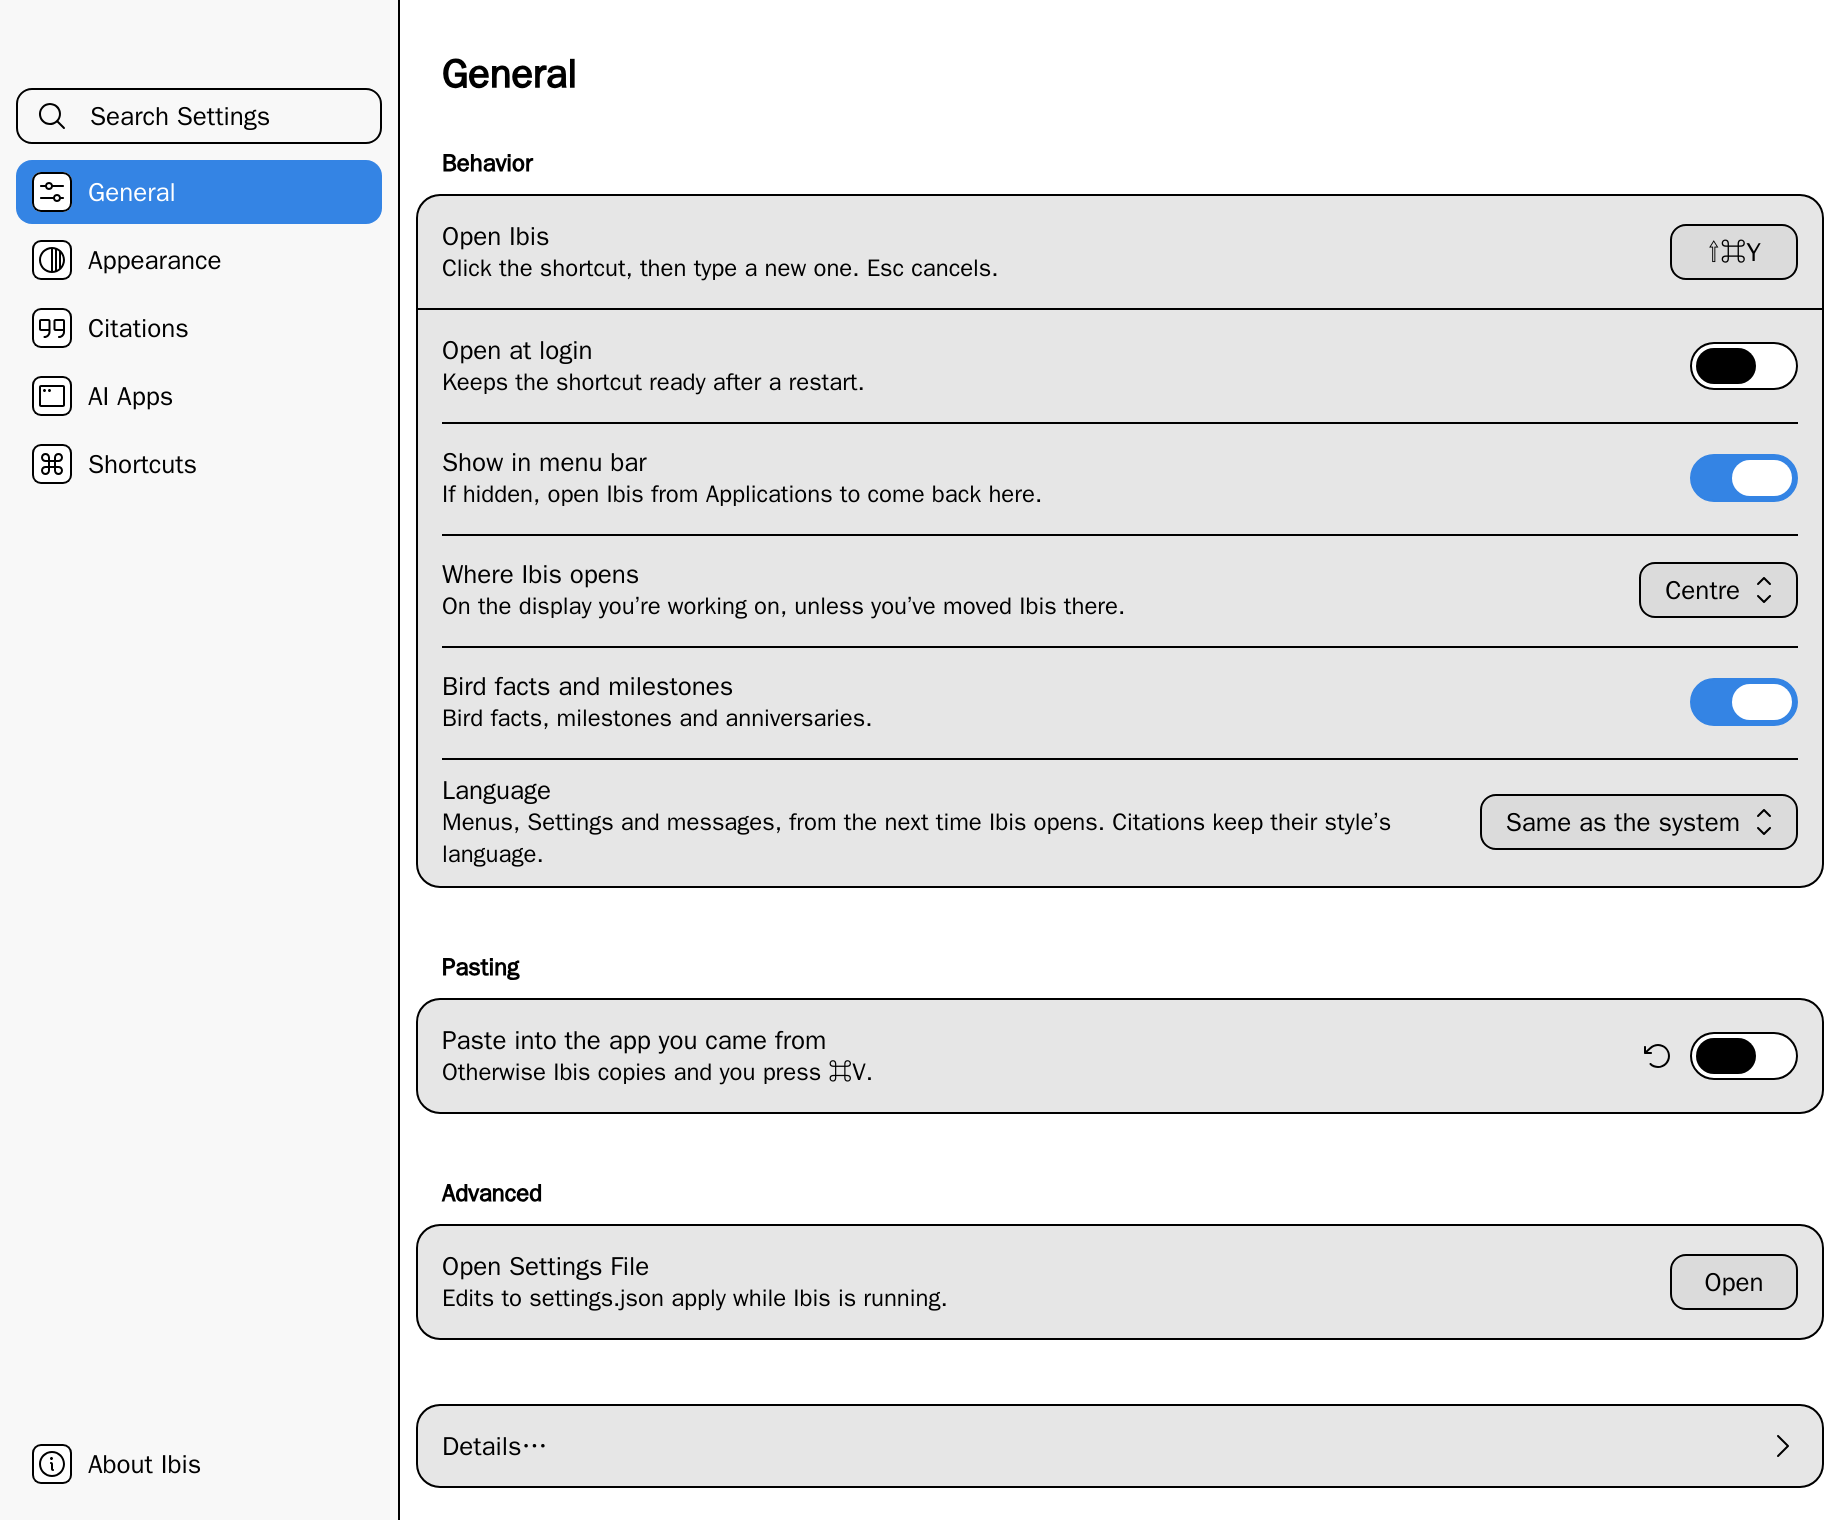 Search Settings
General
Appearance
Citations
AI Apps
Shortcuts
About Ibis
General
Behavior
Open Ibis
Click the shortcut, then type a new one. Esc cancels.
⇧⌘Y
Open at login
Keeps the shortcut ready after a restart.
Show in menu bar
If hidden, open Ibis from Applications to come back here.
Where Ibis opens
On the display you’re working on, unless you’ve moved Ibis there.
Centre
Bird facts and milestones
Bird facts, milestones and anniversaries.
Language
Menus, Settings and messages, from the next time Ibis opens. Citations keep their style’s
language.
Same as the system
Pasting
Paste into the app you came from
Otherwise Ibis copies and you press ⌘V.
Advanced
Open Settings File
Edits to settings.json apply while Ibis is running.
Open
Details…